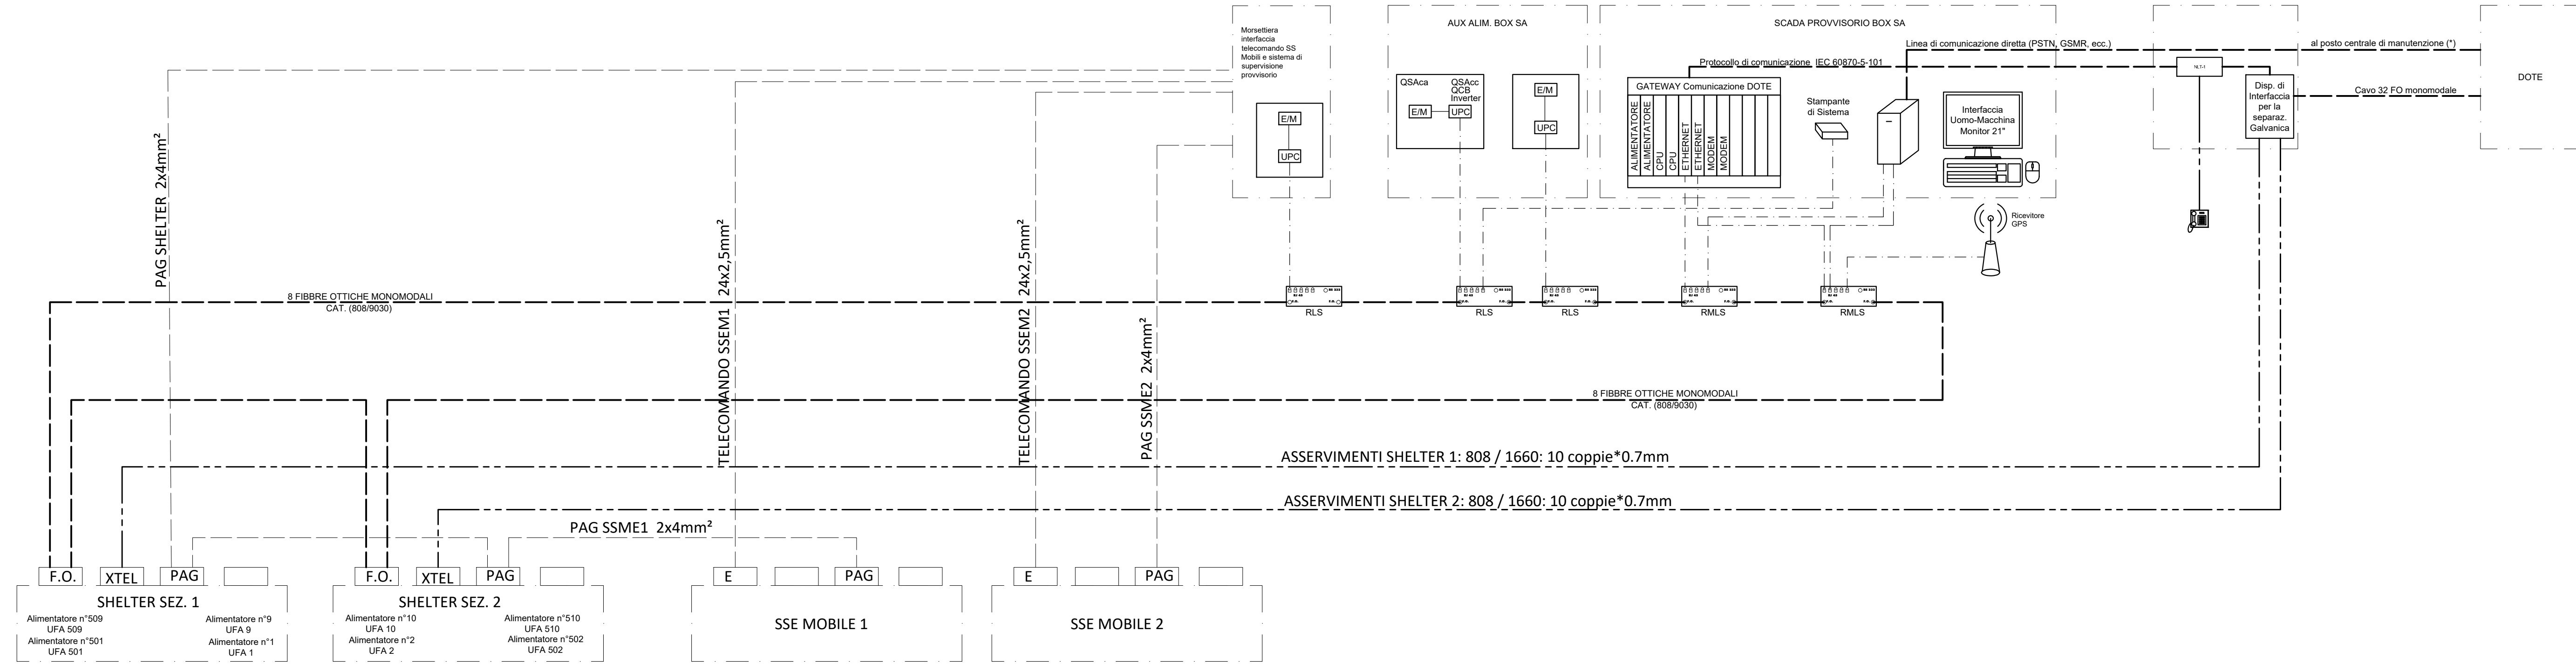 Morsettiera
interfaccia
telecomando SS
Mobili e sistema di
supervisione
provvisorio
E/M
UPC
AUX ALIM. BOX SA
QSAca
QSAcc
QCB
Inverter
E/M
UPC
E/M
UPC
SCADA PROVVISORIO BOX SA
Linea di comunicazione diretta (PSTN, GSMR, ecc.)
Protocollo di comunicazione IEC 60870-5-101
GATEWAY Comunicazione DOTE
ALIMENTATORE
ALIMENTATORE
CPU
CPU
ETHERNET
ETHERNET
MODEM
MODEM
Stampante
di Sistema
Interfaccia
Uomo-Macchina
Monitor 21"
Ricevitore
GPS
NLT-1
Disp. di
Interfaccia
per la
separaz.
Galvanica
al posto centrale di manutenzione (*)
Cavo 32 FO monomodale
DOTE
PAG SHELTER 2x4mm²
TELECOMANDO SSEM1 24x2,5mm²
TELECOMANDO SSEM2 24x2,5mm²
PAG SSME2 2x4mm²
8 FIBBRE OTTICHE MONOMODALI
CAT. (808/9030)
RLS
RLS
RLS
RMLS
RMLS
8 FIBBRE OTTICHE MONOMODALI
CAT. (808/9030)
ASSERVIMENTI SHELTER 1: 808 / 1660: 10 coppie*0.7mm
ASSERVIMENTI SHELTER 2: 808 / 1660: 10 coppie*0.7mm
PAG SSME1 2x4mm²
F.O.
XTEL
PAG
SHELTER SEZ. 1
Alimentatore n°509
UFA 509
Alimentatore n°501
UFA 501
Alimentatore n°9
UFA 9
Alimentatore n°1
UFA 1
F.O.
XTEL
PAG
SHELTER SEZ. 2
Alimentatore n°10
UFA 10
Alimentatore n°2
UFA 2
Alimentatore n°510
UFA 510
Alimentatore n°502
UFA 502
E
PAG
SSE MOBILE 1
E
PAG
SSE MOBILE 2